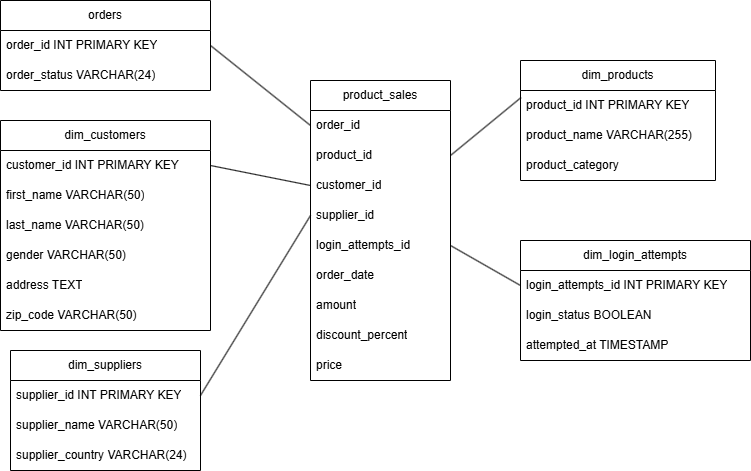 orders
order_id INT PRIMARY KEY
order_status VARCHAR(24)
dim_customers
customer_id INT PRIMARY KEY
first_name VARCHAR(50)
last_name VARCHAR(50)
gender VARCHAR(50)
address TEXT
zip_code VARCHAR(50)
dim_suppliers
supplier_id INT PRIMARY KEY
supplier_name VARCHAR(50)
supplier_country VARCHAR(24)
product_sales
order_id
product_id
customer_id
supplier_id
login_attempts_id
order_date
amount
discount_percent
price
dim_products
product_id INT PRIMARY KEY
product_name VARCHAR(255)
product_category
dim_login_attempts
login_attempts_id INT PRIMARY KEY
login_status BOOLEAN
attempted_at TIMESTAMP